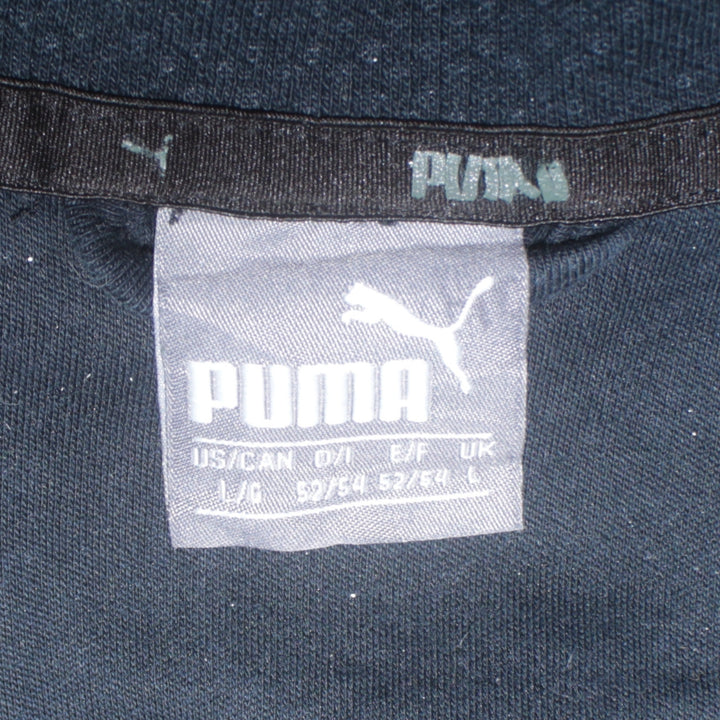 PUMA
PUMA
US/CAN D/I E/F UK
L/G 52/54 52/54 L